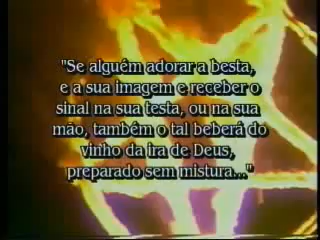 "Se alguém adorar a besta,
e a sua imagem e receber o
sinal na sua testa, ou na sua
mão, também o tal beberá do
vinho da ira de Deus,
preparado sem mistura..."